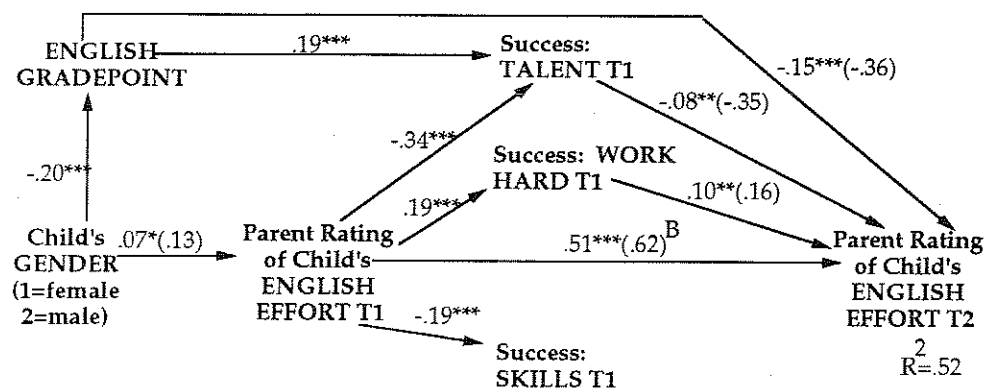 ENGLISH
GRADEPOINT
.19***
Success:
TALENT T1
-.15***(-.36)
-.08**(-.35)
-.34***
-.20***
Success: WORK
HARD T1
.10**(.16)
.19***
Child's
GENDER
(1=female
2=male)
.07*(.13)
Parent Rating
of Child's
ENGLISH
EFFORT T1
.51***(.62)B
Parent Rating
of Child's
ENGLISH
EFFORT T2
2
R=.52
-.19***
Success:
SKILLS T1